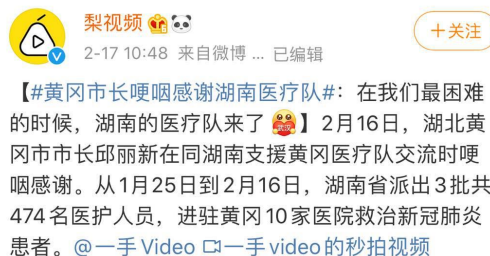 梨视频
2-17 10:48 来自微博 ... 已编辑
+关注
【#黄冈市长哽咽感谢湖南医疗队#：在我们最困难
的时候，湖南的医疗队来了武汉】2月16日，湖北黄
冈市市长邱丽新在同湖南支援黄冈医疗队交流时哽
咽感谢。从1月25日到2月16日，湖南省派出3批共
474名医护人员，进驻黄冈10家医院救治新冠肺炎
患者。@一手Video 一手video的秒拍视频